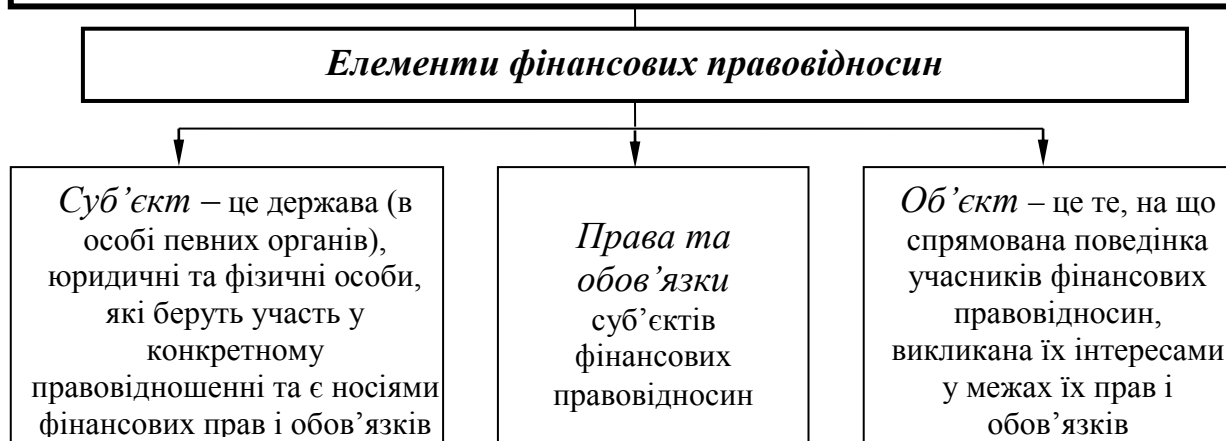 Елементи фінансових правовідносин
Суб’єкт – це держава (в
особі певних органів),
юридичні та фізичні особи,
які беруть участь у
конкретному
правовідношенні та є носіями
фінансових прав і обов’язків
Права та
обов’язки
суб’єктів
фінансових
правовідносин
Об’єкт – це те, на що
спрямована поведінка
учасників фінансових
правовідносин,
викликана їх інтересами
у межах їх прав і
обов’язків